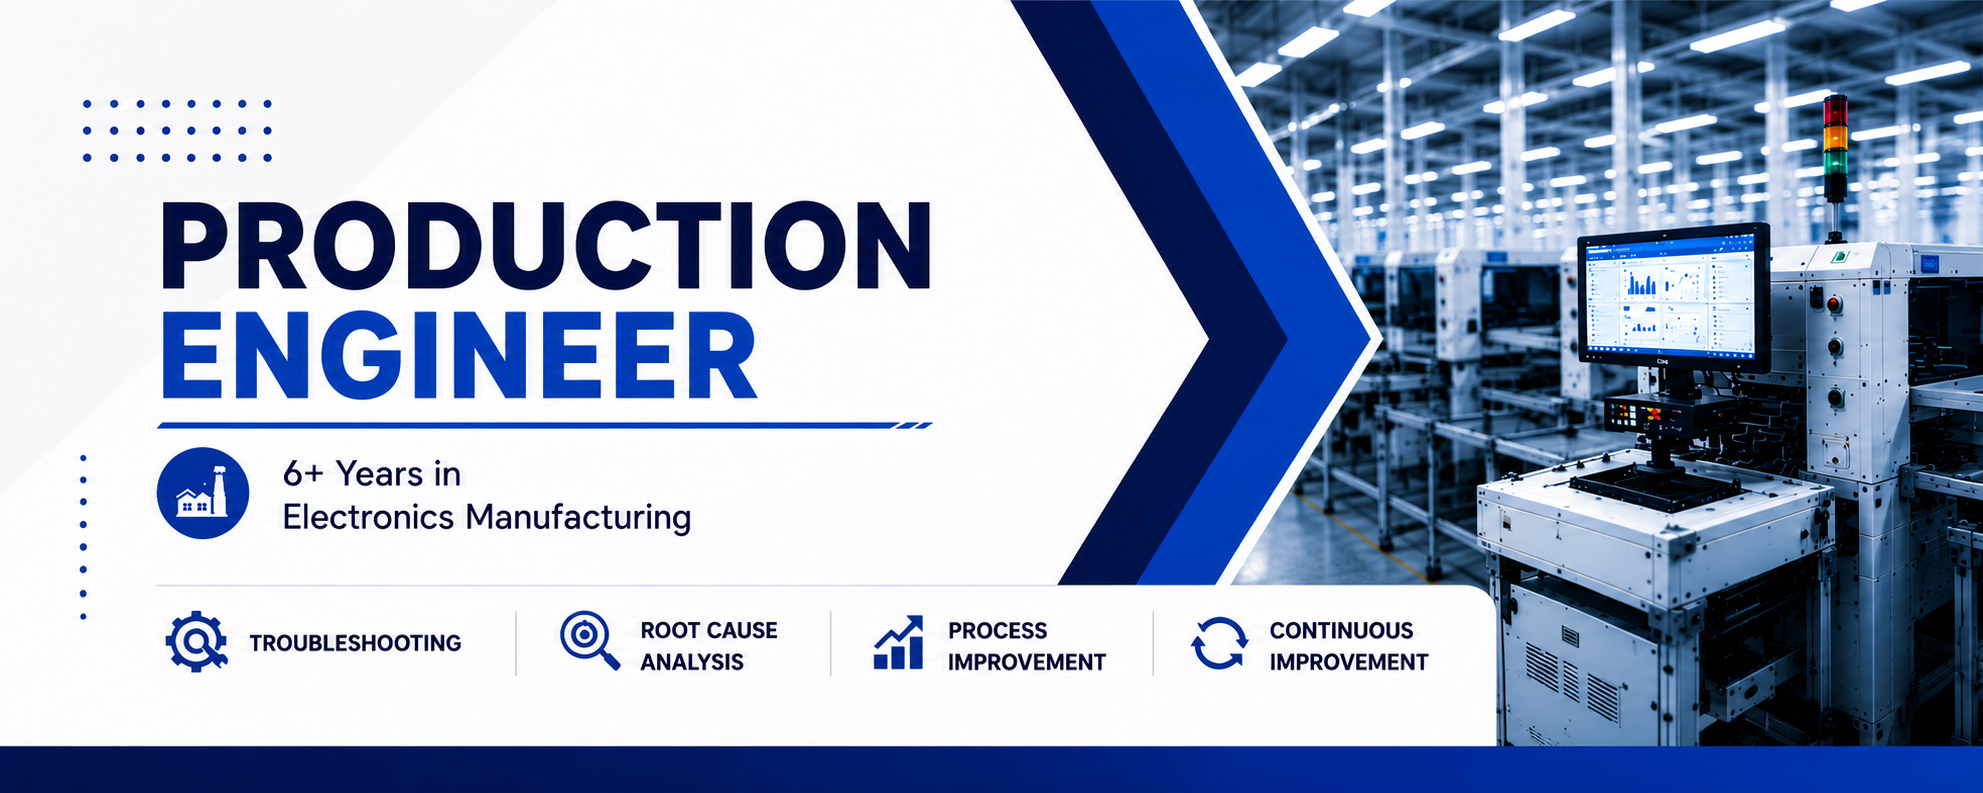 PRODUCTION
ENGINEER
6+ Years in
Electronics Manufacturing
TROUBLESHOOTING
ROOT CAUSE
ANALYSIS
PROCESS
IMPROVEMENT
CONTINUOUS
IMPROVEMENT